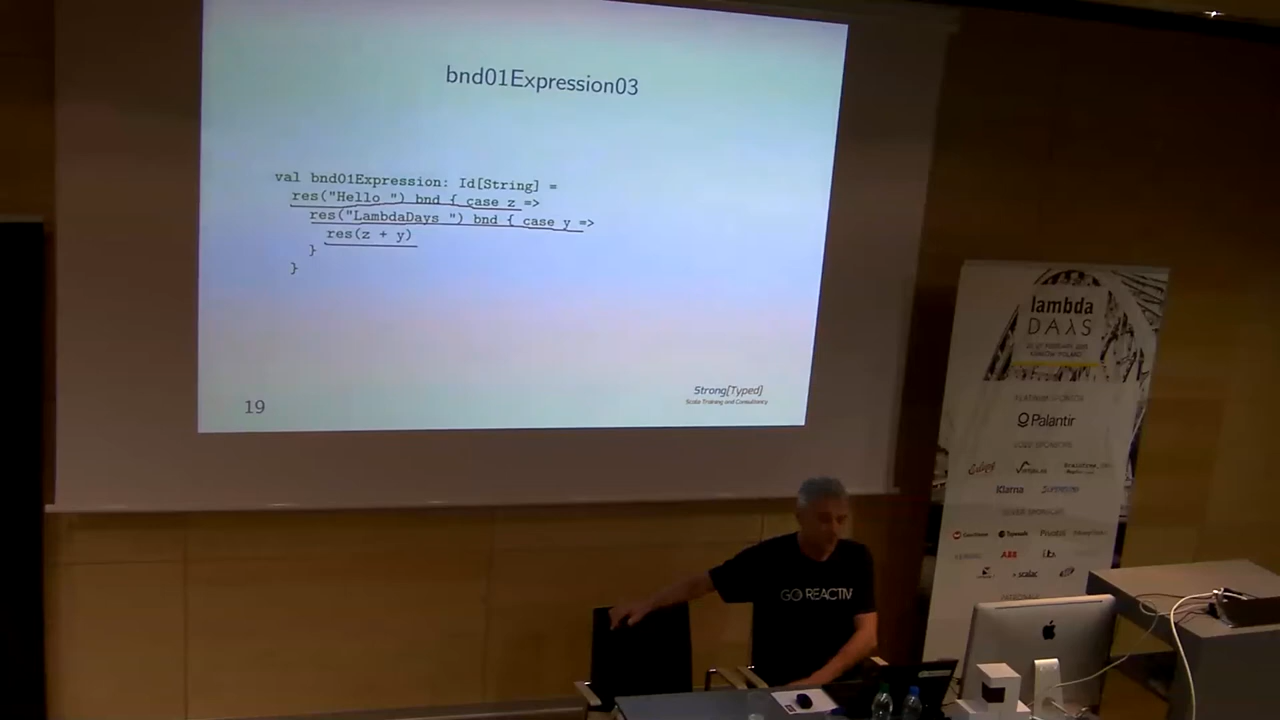 bnd01Expression03
val bnd01Expression: Id[String] =
res("Hello ") bnd { case z =>
res("LambdaDays ") bnd { case y =>
res(z + y)
}
}
19
Strong[Typed]
Scala Training and Consultancy
lambda
DAλS
Palantir
Klarna
ABB
scalac
GO REACTIV